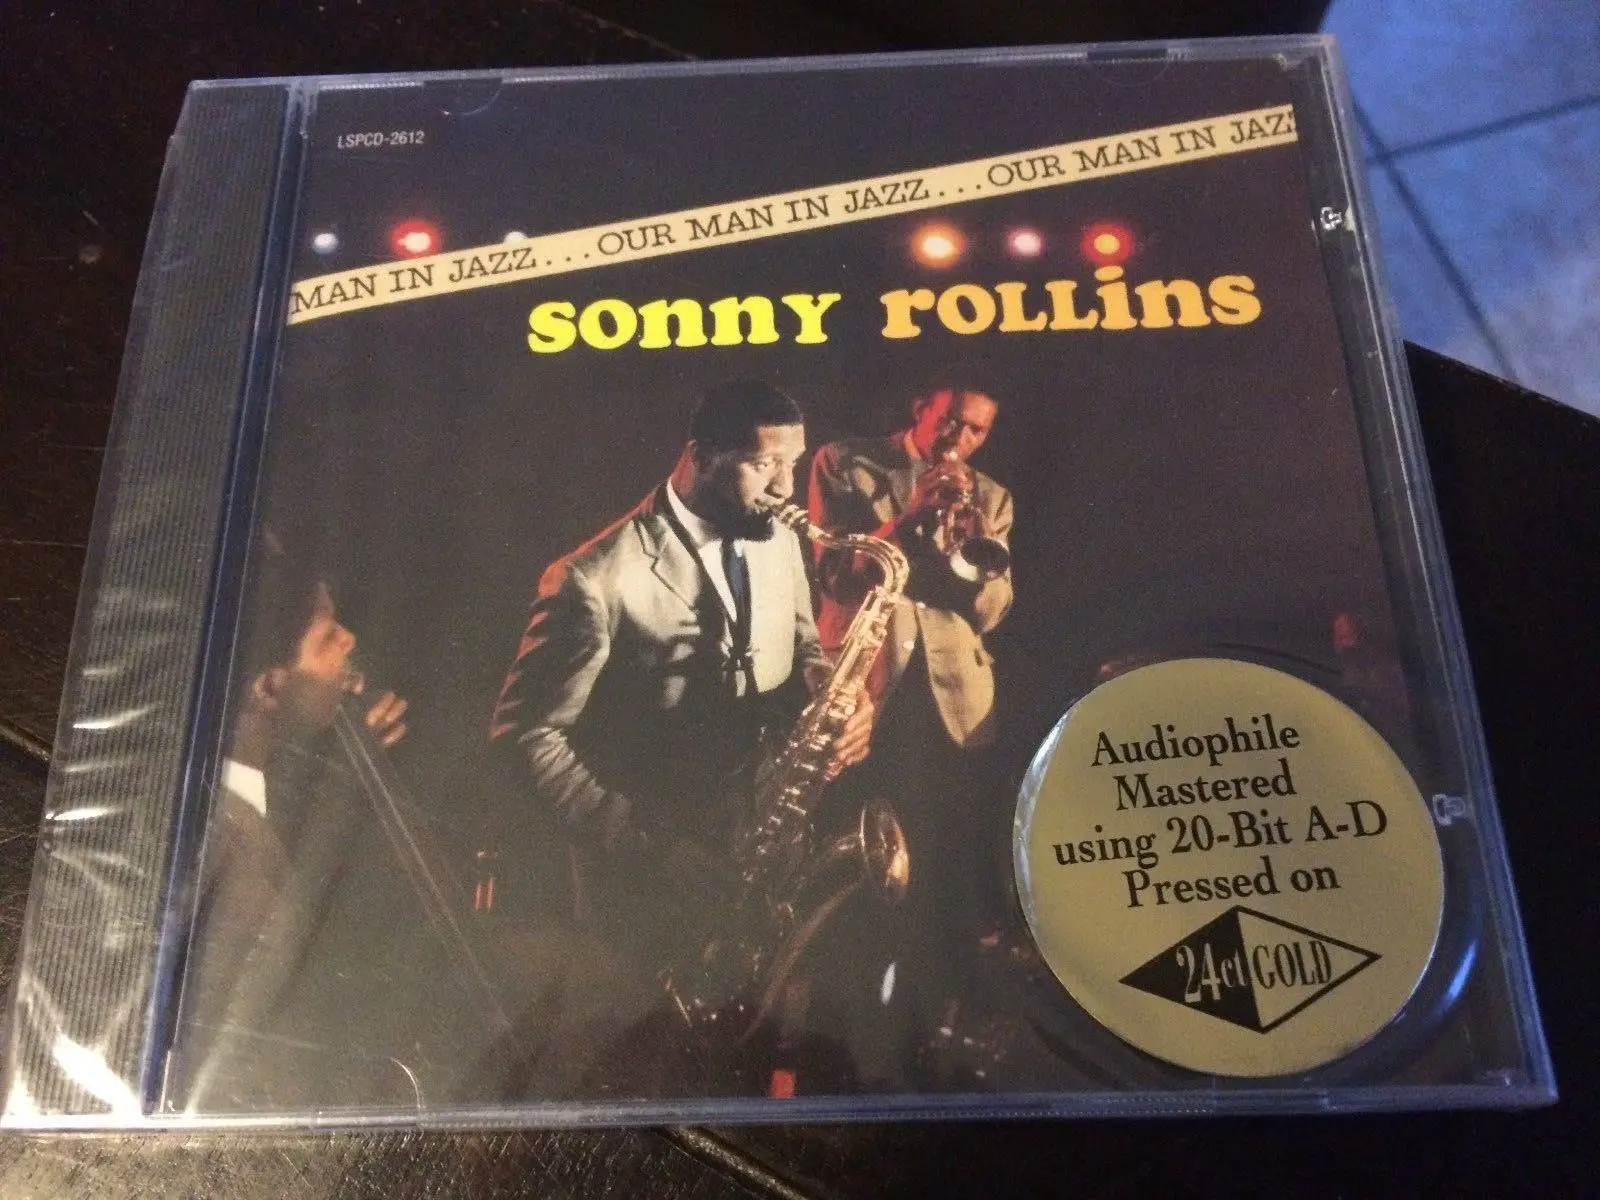 LSPCD-2612
MAN IN JAZZ...OUR MAN IN JAZZ...OUR MAN IN JAZ
sonny rollins
Audiophile
Mastered
using 20-Bit A-D
Pressed on
24ct GOLD